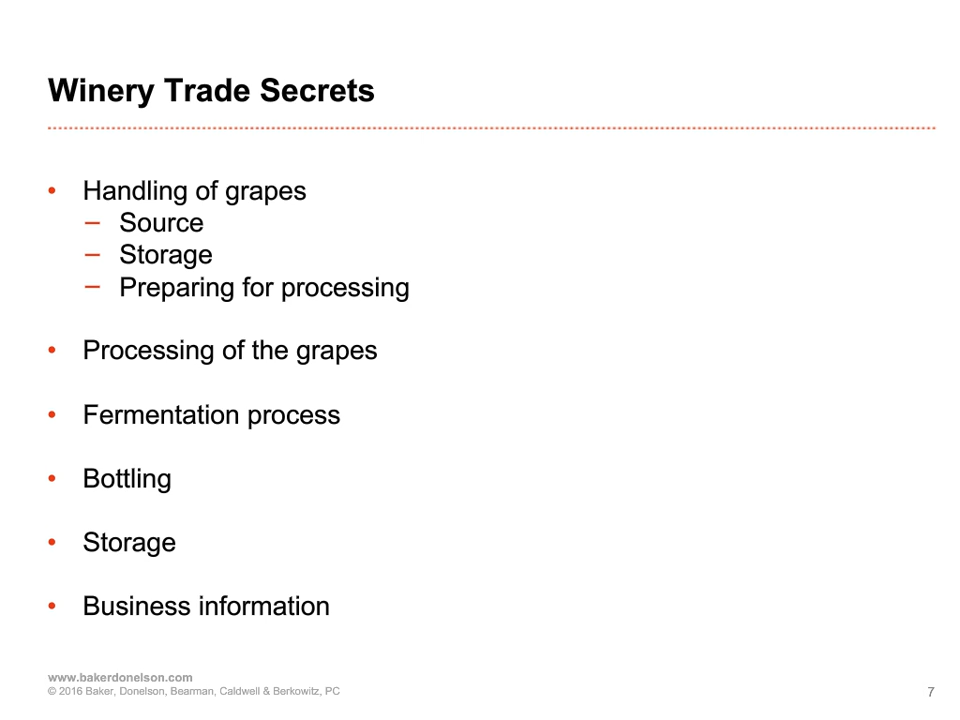 Winery Trade Secrets
• Handling of grapes
– Source
– Storage
– Preparing for processing
• Processing of the grapes
• Fermentation process
• Bottling
• Storage
• Business information
www.bakerdonelson.com
© 2016 Baker, Donelson, Bearman, Caldwell & Berkowitz, PC
7